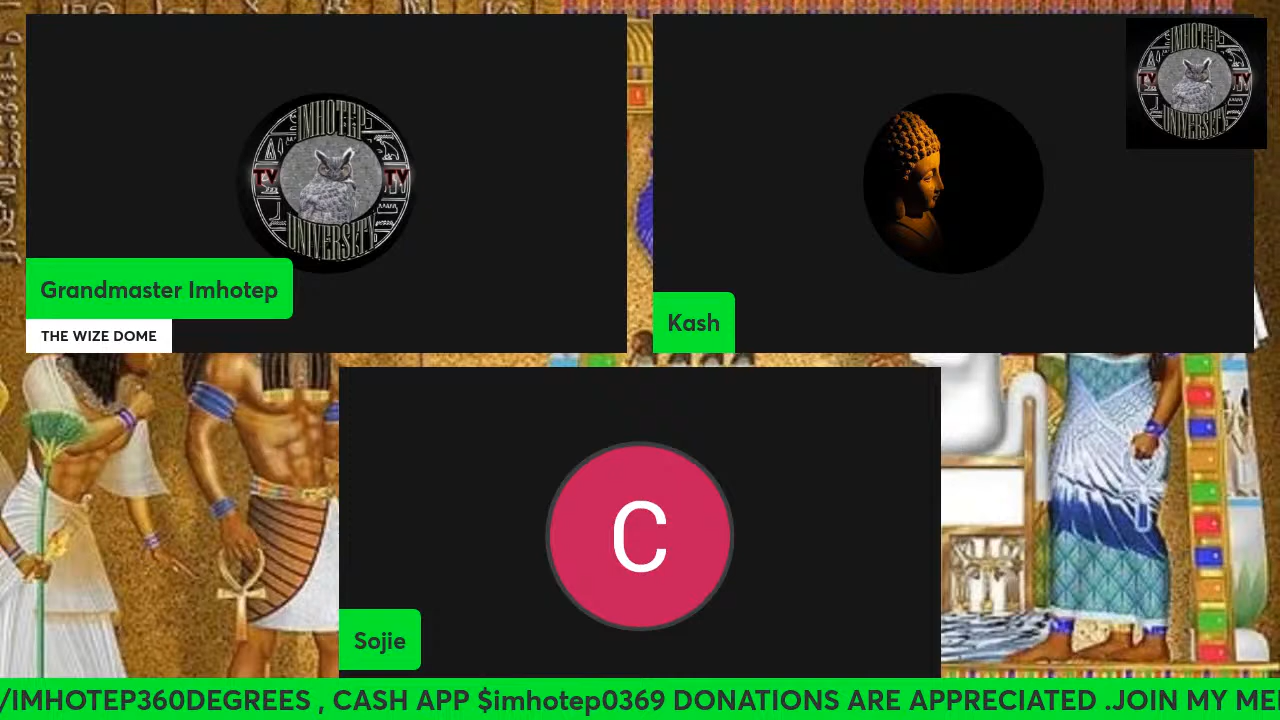 IMHOTEP
TV TV
UNIVERSITY
Grandmaster Imhotep
THE WIZE DOME
Kash
IMHOTEP
TV TV
UNIVERSITY
C
Sojie
/IMHOTEP360DEGREES , CASH APP $imhotep0369 DONATIONS ARE APPRECIATED .JOIN MY